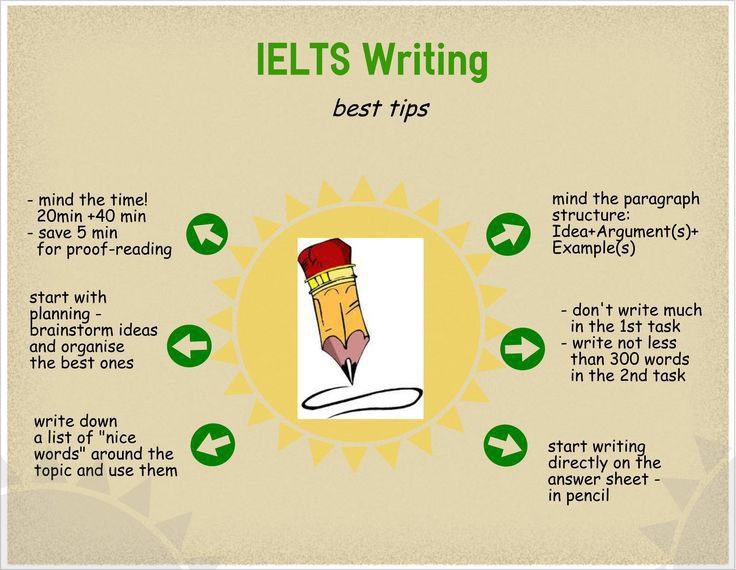 IELTS Writing
best tips
- mind the time!
20min +40 min
- save 5 min
for proof-reading
start with
planning -
brainstorm ideas
and organise
the best ones
write down
a list of "nice
words" around the
topic and use them
mind the paragraph
structure:
Idea+Argument(s)+
Example(s)
- don't write much
in the 1st task
- write not less
than 300 words
in the 2nd task
start writing
directly on the
answer sheet -
in pencil